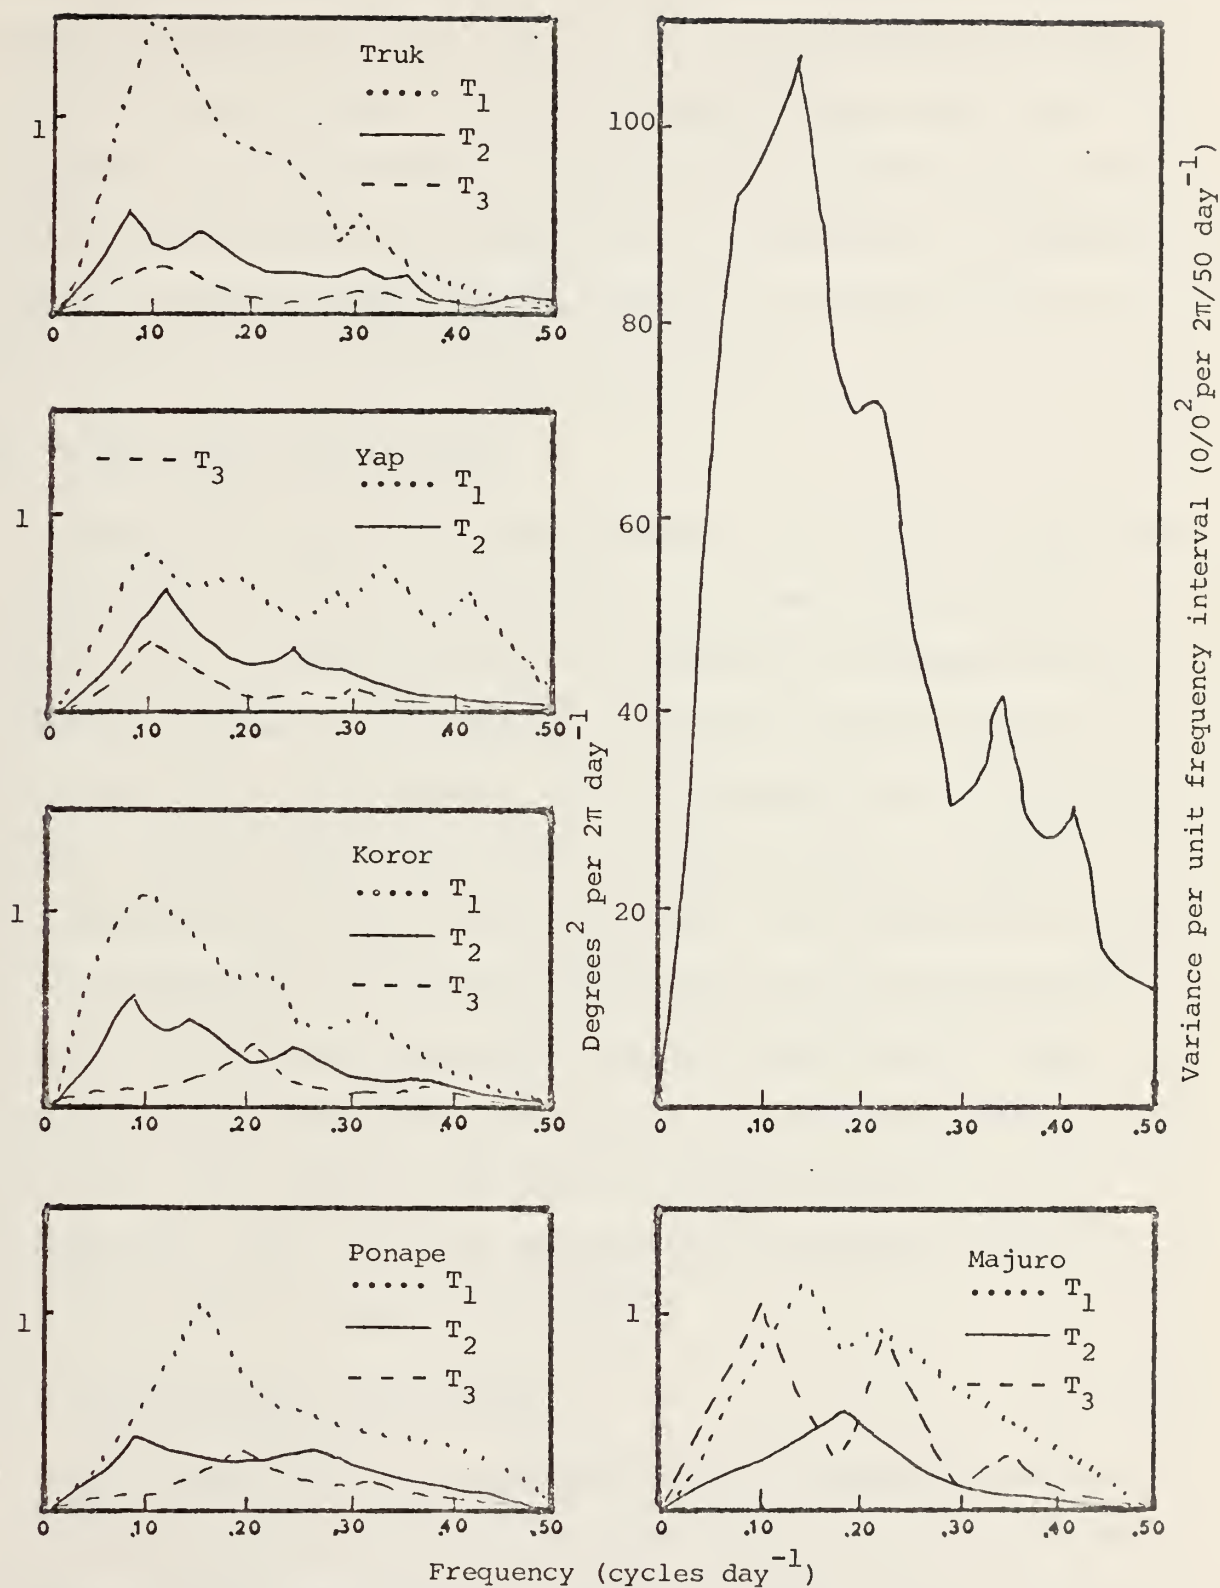 Truk
T1
1
T2
T3
0 .10 .20 .30 .40 .50
T3
Yap
T1
1
T2
0 .10 .20 .30 .40 .50
Koror
T1
1
T2
T3
0 .10 .20 .30 .40 .50
Ponape
T1
1
T2
T3
0 .10 .20 .30 .40 .50
Degrees² per 2π day⁻¹
100
80
60
40
20
0 .10 .20 .30 .40 .50
Variance per unit frequency interval (0/0² per 2π/50 day⁻¹)
Majuro
T1
1
T2
T3
0 .10 .20 .30 .40 .50
Frequency (cycles day⁻¹)